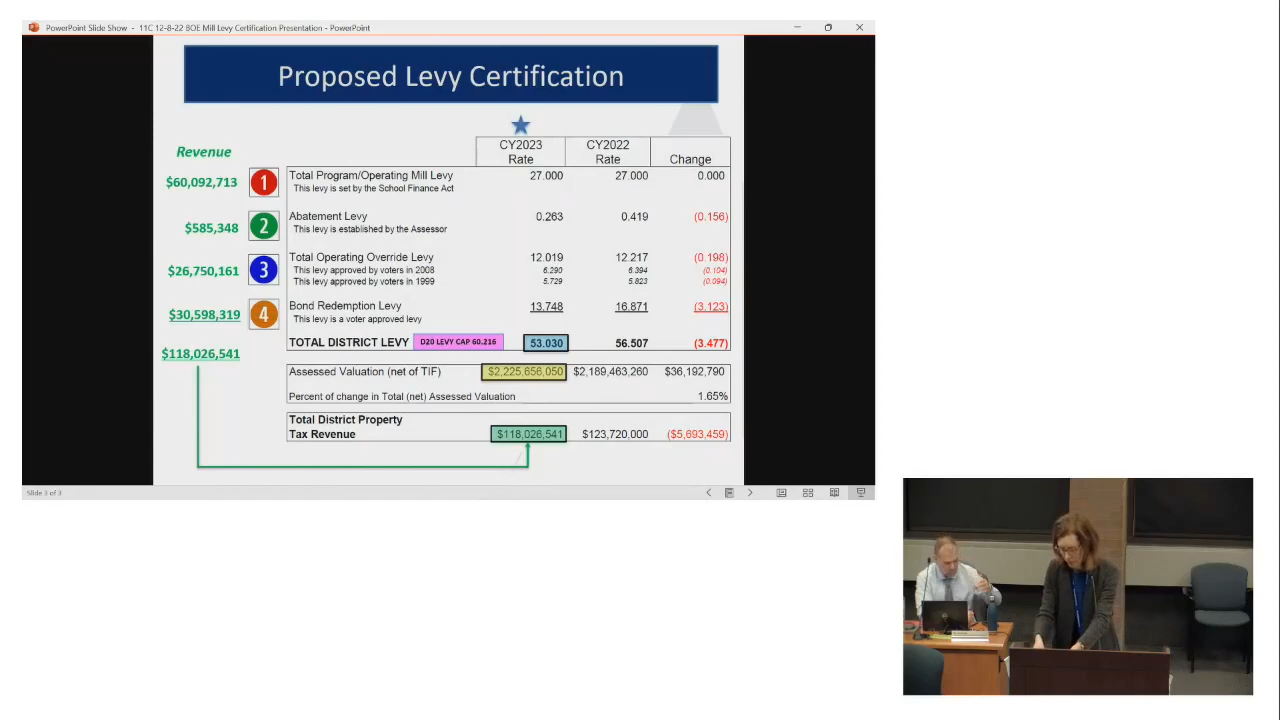 PowerPoint Slide Show - 11C 12-8-22 BOE Mill Levy Certification Presentation - PowerPoint
Proposed Levy Certification
Revenue
CY2023 Rate
CY2022 Rate
Change
$60,092,713 1 Total Program/Operating Mill Levy 27.000 27.000 0.000
This levy is set by the School Finance Act
$585,348 2 Abatement Levy 0.263 0.419 (0.156)
This levy is established by the Assessor
$26,750,161 3 Total Operating Override Levy 12.019 12.217 (0.198)
This levy approved by voters in 2008 6.290 6.394 (0.104)
This levy approved by voters in 1999 5.729 5.823 (0.094)
$30,598,319 4 Bond Redemption Levy 13.748 16.871 (3.123)
This levy is a voter approved levy
$118,026,541 TOTAL DISTRICT LEVY D20 LEVY CAP 60.216 53.030 56.507 (3.477)
Assessed Valuation (net of TIF) $2,225,656,050 $2,189,463,260 $36,192,790
Percent of change in Total (net) Assessed Valuation 1.65%
Total District Property
Tax Revenue $118,026,541 $123,720,000 ($5,693,459)
Slide 3 of 3